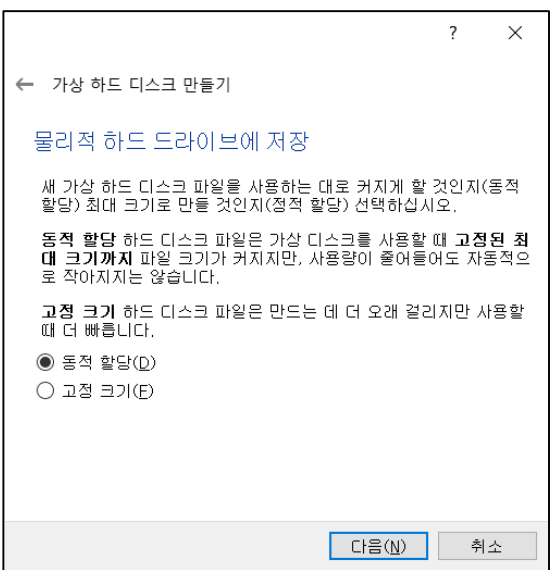 ?
가상 하드 디스크 만들기
물리적 하드 드라이브에 저장
새 가상 하드 디스크 파일을 사용하는 대로 커지게 할 것인지(동적
할당) 최대 크기로 만들 것인지(정적 할당) 선택하십시오.
동적 할당 하드 디스크 파일은 가상 디스크를 사용할 때 고정된 최
대 크기까지 파일 크기가 커지지만, 사용량이 줄어들어도 자동적으
로 작아지지는 않습니다.
고정 크기 하드 디스크 파일은 만드는 데 더 오래 걸리지만 사용할
때 더 빠릅니다.
동적 할당(D)
고정 크기(F)
다음(N) 취소